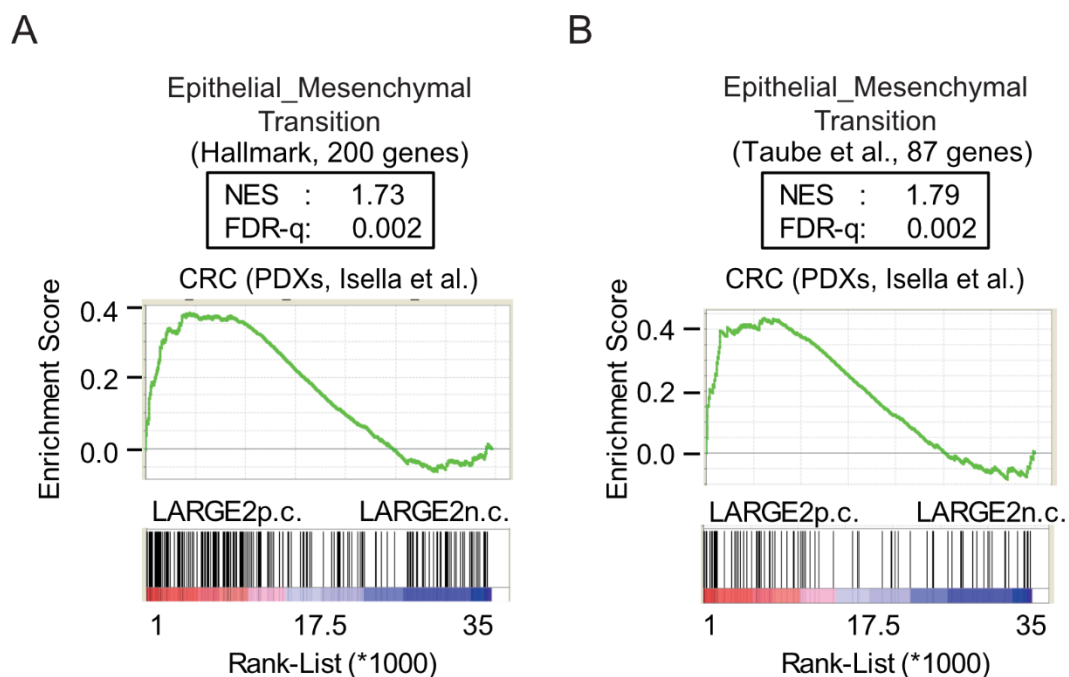 A
Epithelial_Mesenchymal
Transition
(Hallmark, 200 genes)
NES : 1.73
FDR-q: 0.002
CRC (PDXs, Isella et al.)
Enrichment Score
0.4
0.2
0.0
LARGE2p.c. LARGE2n.c.
1 17.5 35
Rank-List (*1000)
B
Epithelial_Mesenchymal
Transition
(Taube et al., 87 genes)
NES : 1.79
FDR-q: 0.002
CRC (PDXs, Isella et al.)
Enrichment Score
0.4
0.2
0.0
LARGE2p.c. LARGE2n.c.
1 17.5 35
Rank-List (*1000)